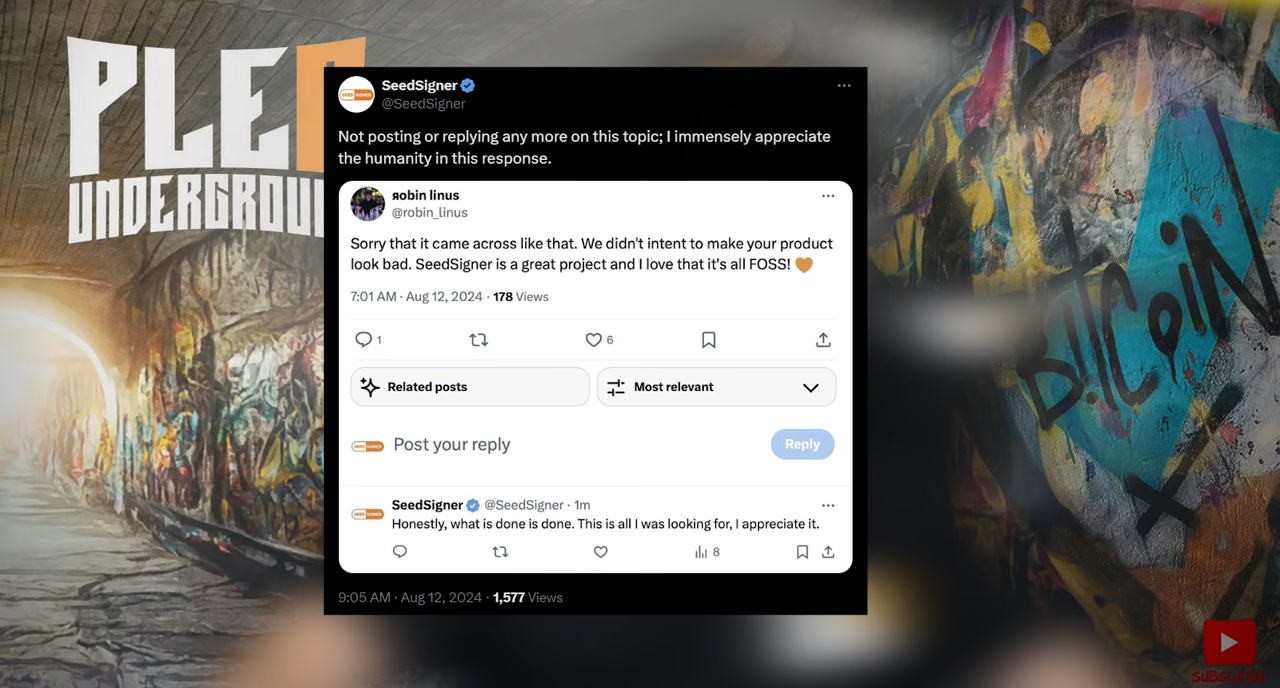 PLEB
UNDERGROUND
SeedSigner
@SeedSigner
Not posting or replying any more on this topic; I immensely appreciate
the humanity in this response.
яobin linus
@robin_linus
Sorry that it came across like that. We didn't intent to make your product
look bad. SeedSigner is a great project and I love that it's all FOSS! 🧡
7:01 AM · Aug 12, 2024 · 178 Views
1
6
Related posts
Most relevant
SEED SIGNER
Post your reply
Reply
SeedSigner @SeedSigner · 1m
Honestly, what is done is done. This is all I was looking for, I appreciate it.
8
9:05 AM · Aug 12, 2024 · 1,577 Views
BITCOIN
SUBSCRIBE